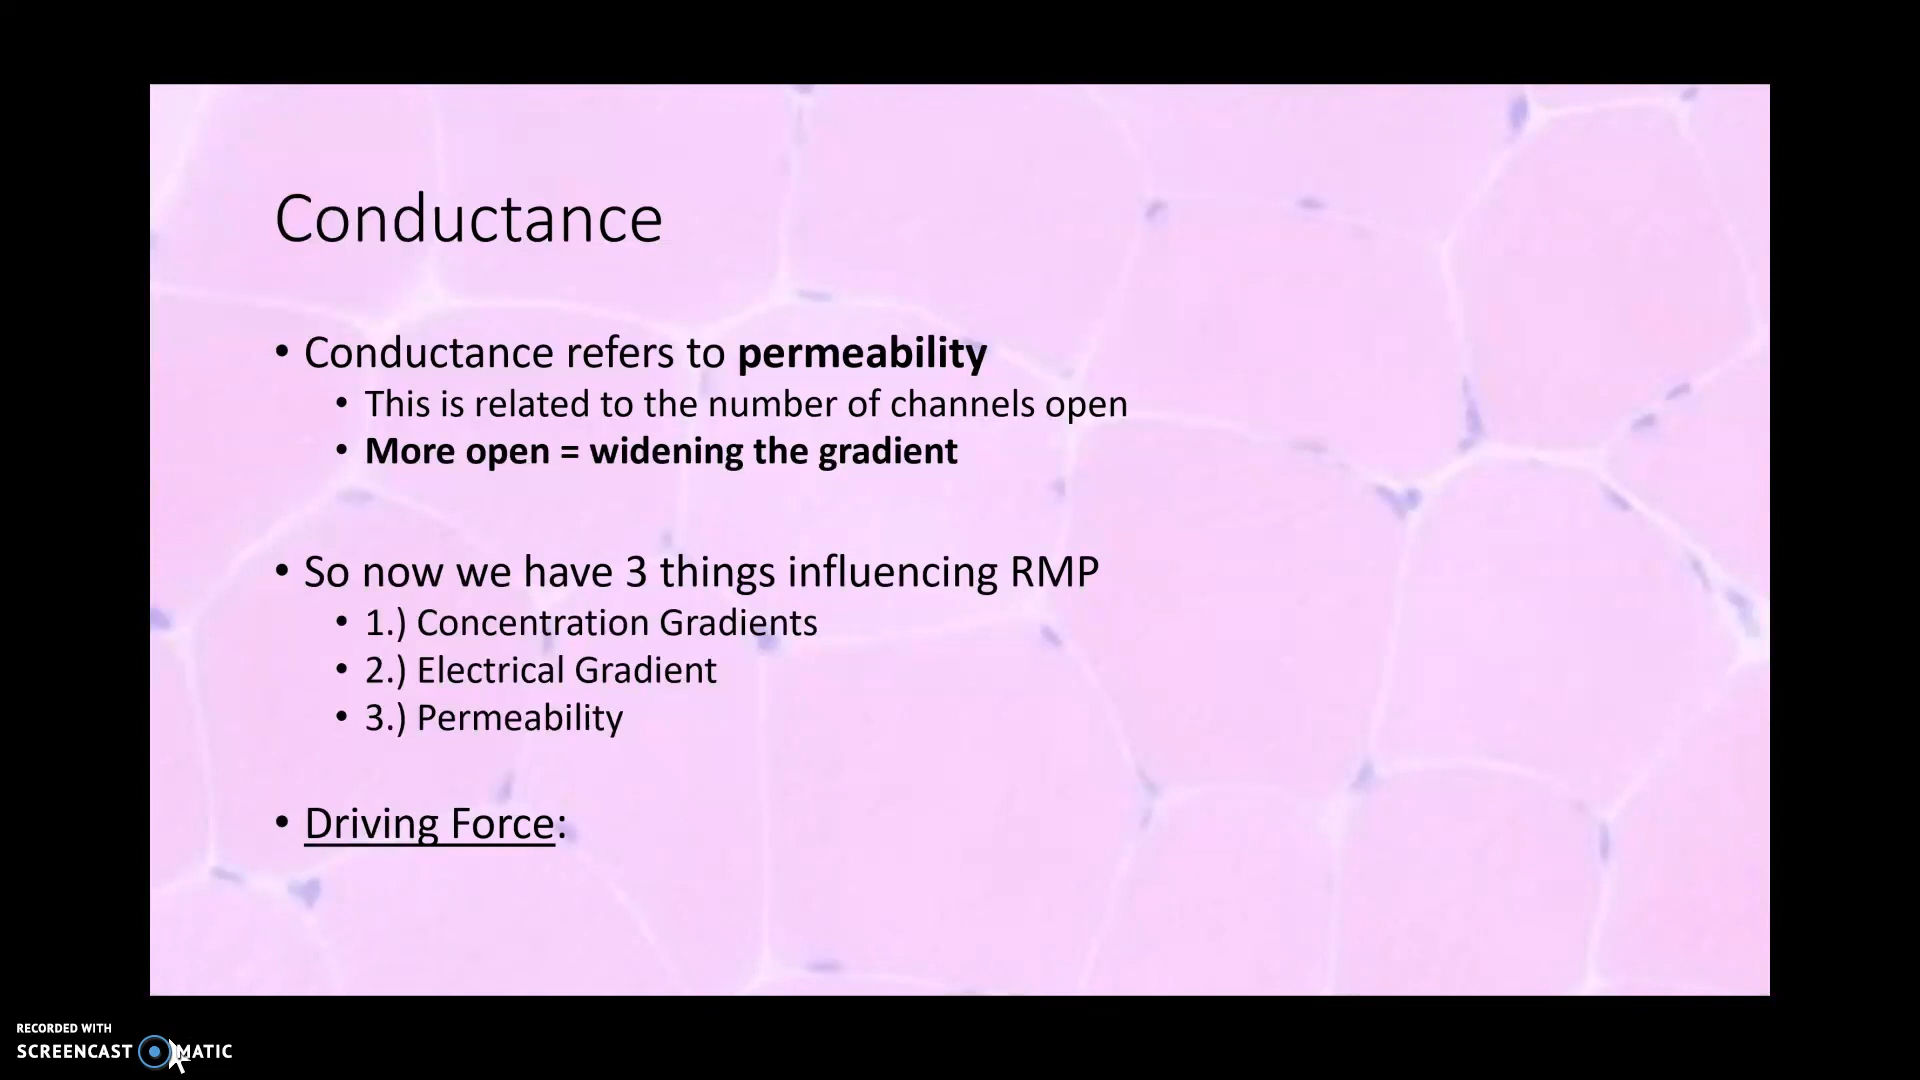 Conductance
• Conductance refers to permeability
• This is related to the number of channels open
• More open = widening the gradient
• So now we have 3 things influencing RMP
• 1.) Concentration Gradients
• 2.) Electrical Gradient
• 3.) Permeability
• Driving Force:
RECORDED WITH
SCREENCAST MATIC